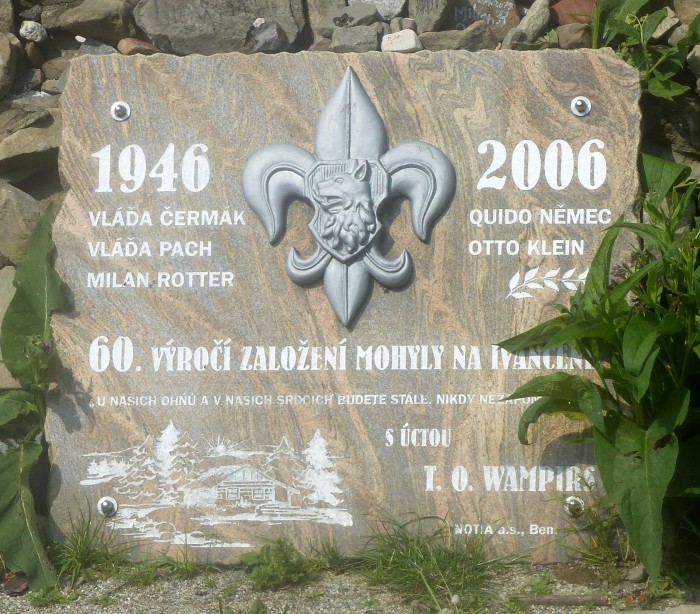 1946
VLÁĎA ČERMÁK
VLÁĎA PACH
MILAN ROTTER
2006
QUIDO NĚMEC
OTTO KLEIN
60. VÝROČÍ ZALOŽENÍ MOHYLY NA
„U NAŠICH OHŇŮ A V NAŠICH SRDCÍCH BUDETE STÁLE. NIKDY
S ÚCTOU
T. O. WAMPIRS
NOTIA a.s., Ben.